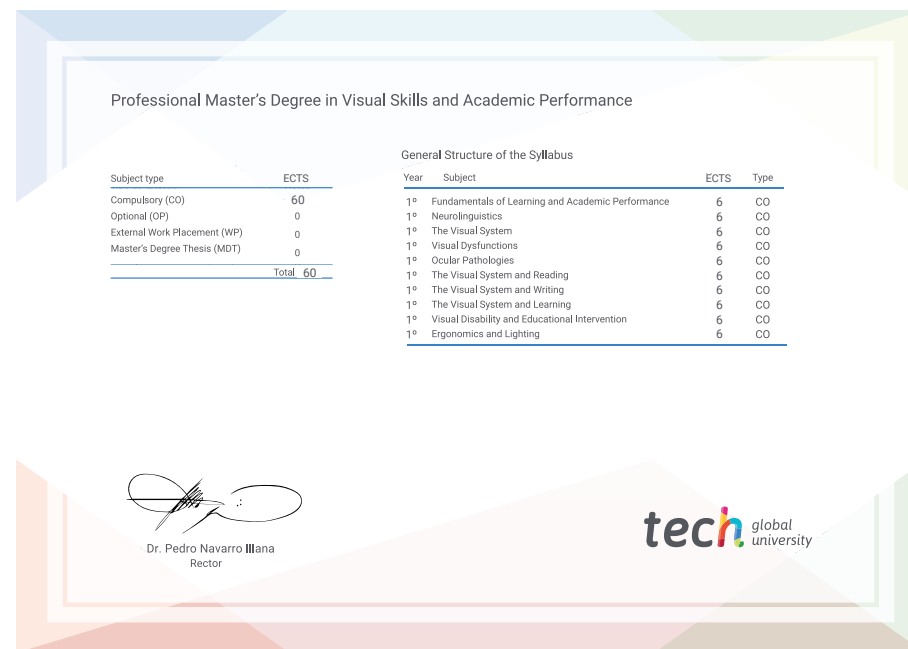 Professional Master's Degree in Visual Skills and Academic Performance
General Structure of the Syllabus
Subject type ECTS
Compulsory (CO) 60
Optional (OP) 0
External Work Placement (WP) 0
Master's Degree Thesis (MDT) 0
Total 60
Year Subject ECTS Type
1º Fundamentals of Learning and Academic Performance 6 CO
1º Neurolinguistics 6 CO
1º The Visual System 6 CO
1º Visual Dysfunctions 6 CO
1º Ocular Pathologies 6 CO
1º The Visual System and Reading 6 CO
1º The Visual System and Writing 6 CO
1º The Visual System and Learning 6 CO
1º Visual Disability and Educational Intervention 6 CO
1º Ergonomics and Lighting 6 CO
Dr. Pedro Navarro Illana
Rector
tech global
university